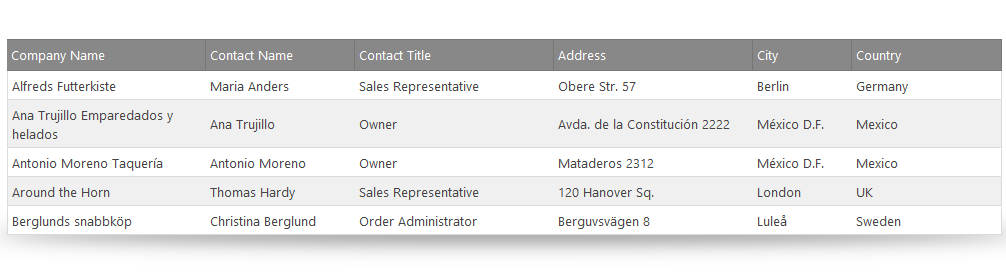 Company Name Contact Name Contact Title Address City Country
Alfreds Futterkiste Maria Anders Sales Representative Obere Str. 57 Berlin Germany
Ana Trujillo Emparedados y
helados Ana Trujillo Owner Avda. de la Constitución 2222 México D.F. Mexico
Antonio Moreno Taquería Antonio Moreno Owner Mataderos 2312 México D.F. Mexico
Around the Horn Thomas Hardy Sales Representative 120 Hanover Sq. London UK
Berglunds snabbköp Christina Berglund Order Administrator Berguvsvägen 8 Luleå Sweden